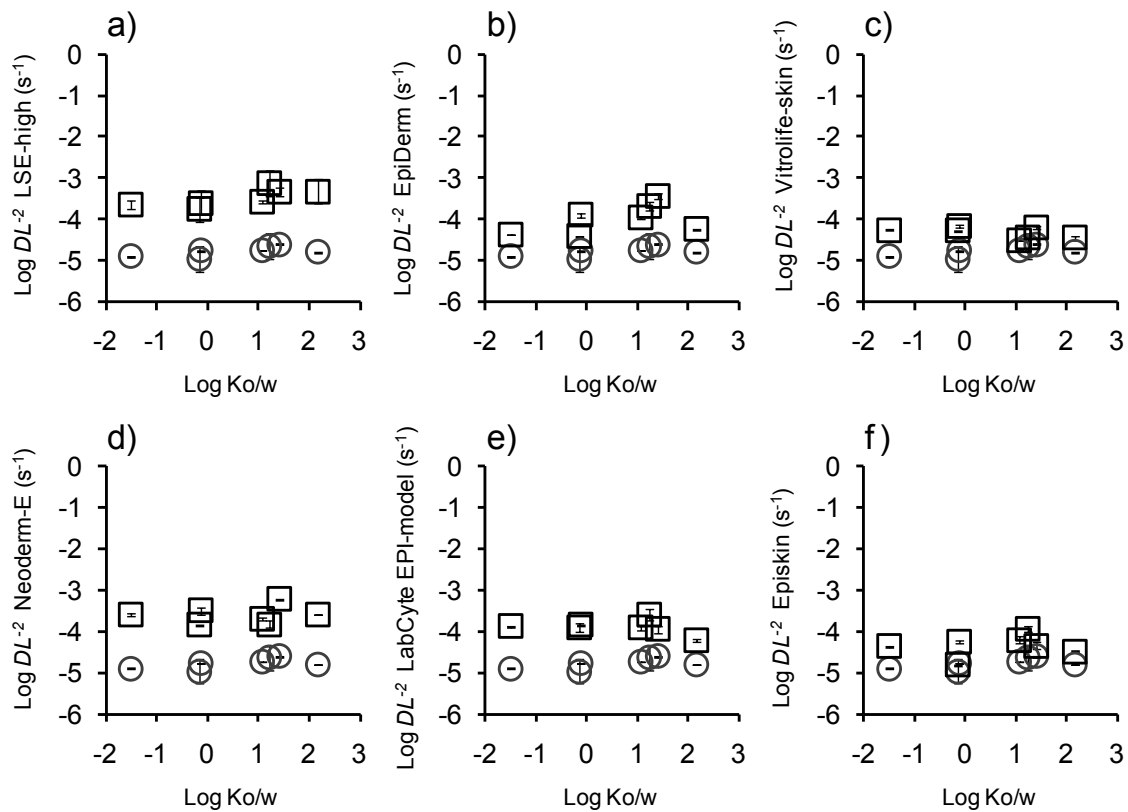 a)
Log DL⁻² LSE-high (s⁻¹)
0
-1
-2
-3
-4
-5
-6
-2 -1 0 1 2 3
Log Ko/w
b)
Log DL⁻² EpiDerm (s⁻¹)
0
-1
-2
-3
-4
-5
-6
-2 -1 0 1 2 3
Log Ko/w
c)
Log DL⁻² Vitrolife-skin (s⁻¹)
0
-1
-2
-3
-4
-5
-6
-2 -1 0 1 2 3
Log Ko/w
d)
Log DL⁻² Neoderm-E (s⁻¹)
0
-1
-2
-3
-4
-5
-6
-2 -1 0 1 2 3
Log Ko/w
e)
Log DL⁻² LabCyte EPI-model (s⁻¹)
0
-1
-2
-3
-4
-5
-6
-2 -1 0 1 2 3
Log Ko/w
f)
Log DL⁻² Episkin (s⁻¹)
0
-1
-2
-3
-4
-5
-6
-2 -1 0 1 2 3
Log Ko/w